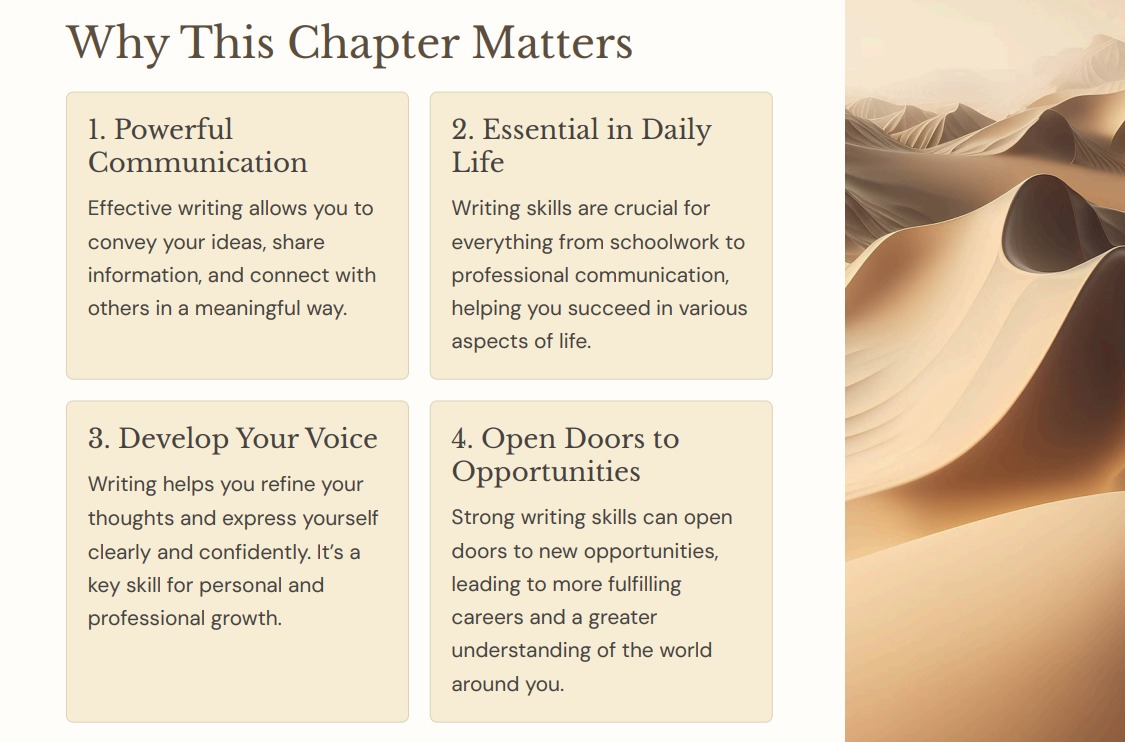 Why This Chapter Matters
1. Powerful
Communication
Effective writing allows you to
convey your ideas, share
information, and connect with
others in a meaningful way.
2. Essential in Daily
Life
Writing skills are crucial for
everything from schoolwork to
professional communication,
helping you succeed in various
aspects of life.
3. Develop Your Voice
Writing helps you refine your
thoughts and express yourself
clearly and confidently. It’s a
key skill for personal and
professional growth.
4. Open Doors to
Opportunities
Strong writing skills can open
doors to new opportunities,
leading to more fulfilling
careers and a greater
understanding of the world
around you.